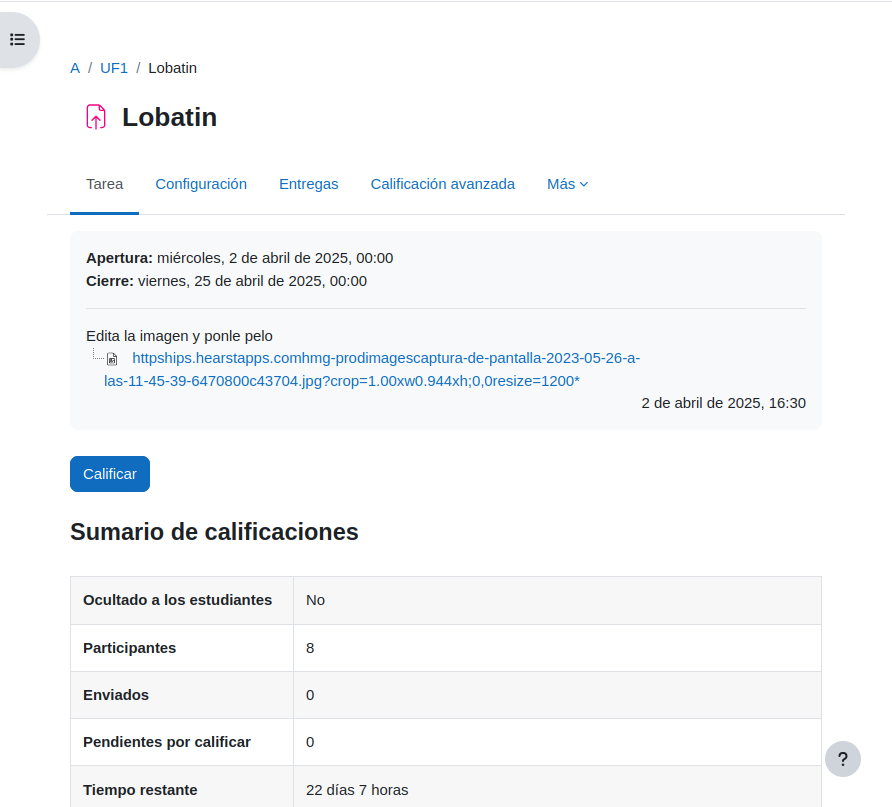 A / UF1 / Lobatin
Lobatin
Tarea Configuración Entregas Calificación avanzada Más
Apertura: miércoles, 2 de abril de 2025, 00:00
Cierre: viernes, 25 de abril de 2025, 00:00
Edita la imagen y ponle pelo
httpships.hearstapps.comhmg-prodimagescaptura-de-pantalla-2023-05-26-a-
las-11-45-39-6470800c43704.jpg?crop=1.00xw0.944xh;0,0resize=1200*
2 de abril de 2025, 16:30
Calificar
Sumario de calificaciones
Ocultado a los estudiantes No
Participantes 8
Enviados 0
Pendientes por calificar 0
?
Tiempo restante 22 días 7 horas